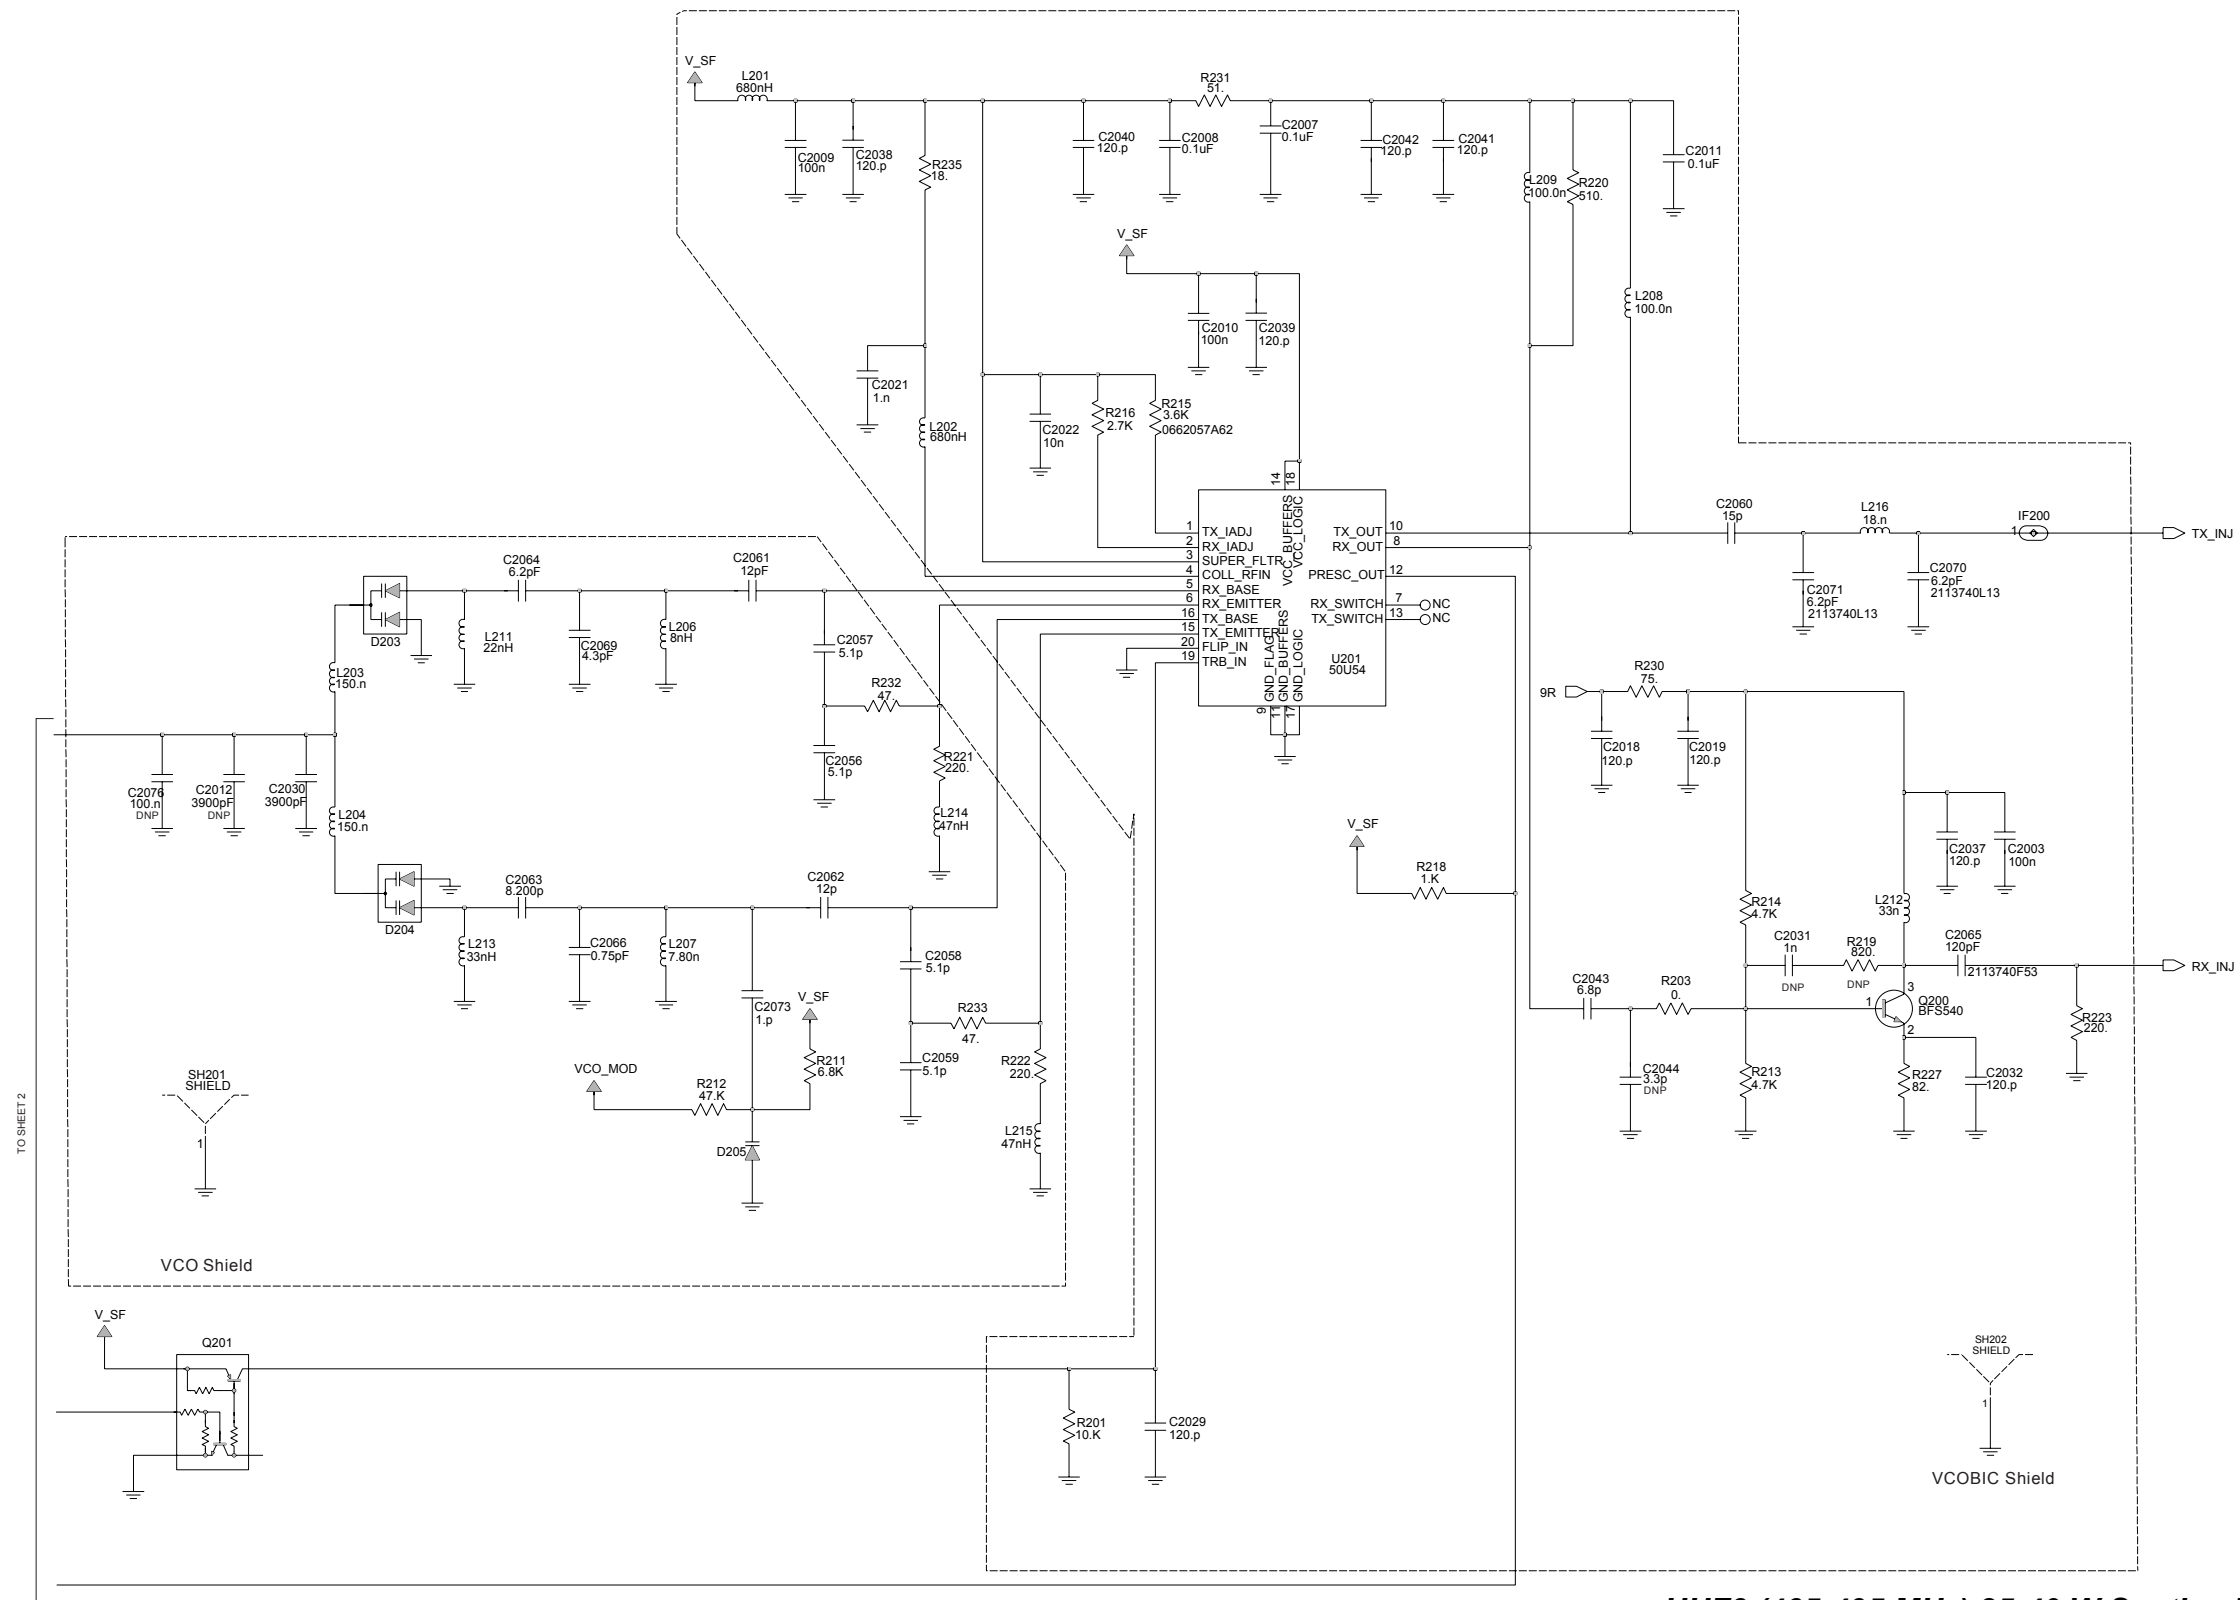 V_SF
L201
680nH
R231
51.
C2009
100n
C2038
120.p
R235
18.
C2040
120.p
C2008
0.1uF
C2007
0.1uF
C2042
120.p
C2041
120.p
L209
100.0n
R220
510.
C2011
0.1uF
V_SF
C2010
100n
C2039
120.p
L208
100.0n
C2021
1.n
L202
680nH
C2022
10n
R216
2.7K
R215
3.6K
0662057A62
14
18
VCC_BUFFERS
VCC_LOGIC
1
TX_IADJ
2
RX_IADJ
3
SUPER_FLTR
4
COLL_RFIN
5
RX_BASE
6
RX_EMITTER
16
TX_BASE
15
TX_EMITTER
20
FLIP_IN
19
TRB_IN
TX_OUT
10
RX_OUT
8
PRESC_OUT
12
RX_SWITCH
7
NC
TX_SWITCH
13
NC
GND_FLAG
GND_BUFFERS
GND_LOGIC
9
11
17
U201
50U54
C2060
15p
L216
18.n
IF200
1
TX_INJ
C2071
6.2pF
2113740L13
C2070
6.2pF
2113740L13
C2064
6.2pF
C2061
12pF
D203
L211
22nH
C2069
4.3pF
L206
8nH
C2057
5.1p
L203
150.n
R232
47.
C2056
5.1p
R221
220.
L214
47nH
C2076
100.n
DNP
C2012
3900pF
DNP
C2030
3900pF
L204
150.n
9R
R230
75.
C2018
120.p
C2019
120.p
V_SF
R218
1.K
C2037
120.p
C2003
100n
D204
C2063
8.200p
C2062
12p
L213
33nH
C2066
0.75pF
L207
7.80n
C2058
5.1p
C2073
1.p
V_SF
R211
6.8K
R233
47.
C2059
5.1p
R222
220.
VCO_MOD
R212
47.K
D205
L215
47nH
R214
4.7K
L212
33n
C2031
1n
DNP
R219
820.
DNP
C2065
120pF
2113740F53
RX_INJ
C2043
6.8p
R203
0.
1
3
2
Q200
BFS540
R223
220.
C2044
3.3p
DNP
R213
4.7K
R227
82.
C2032
120.p
SH201
SHIELD
1
TO SHEET 2
VCO Shield
V_SF
Q201
R201
10.K
C2029
120.p
SH202
SHIELD
1
VCOBIC Shield